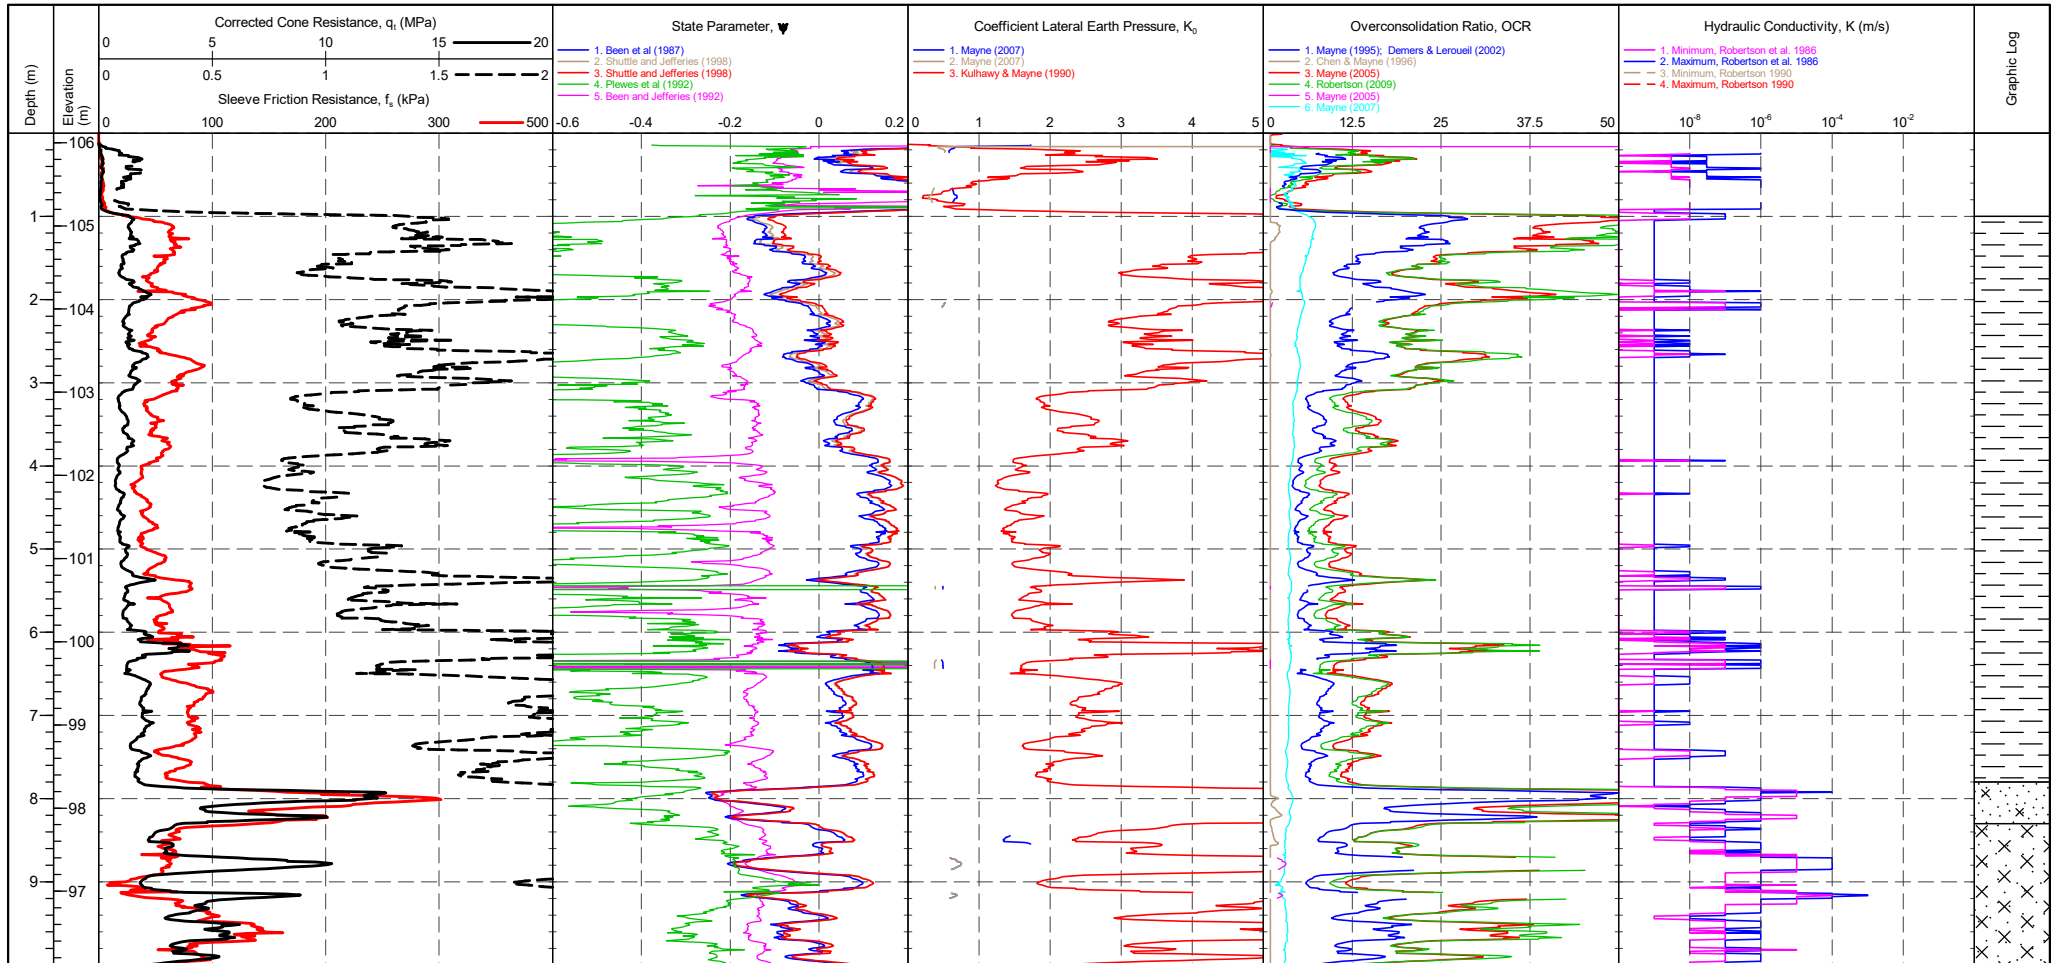 Depth (m)
Elevation (m)
Corrected Cone Resistance, qt (MPa)
0 5 10 15 20
0 0.5 1 1.5 2
Sleeve Friction Resistance, fs (kPa)
0 100 200 300 500
State Parameter, ψ
1. Been et al (1987)
2. Shuttle and Jefferies (1998)
3. Shuttle and Jefferies (1998)
4. Plewes et al (1992)
5. Been and Jefferies (1992)
-0.6 -0.4 -0.2 0 0.2
Coefficient Lateral Earth Pressure, K0
1. Mayne (2007)
2. Mayne (2007)
3. Kulhawy & Mayne (1990)
0 1 2 3 4 5
Overconsolidation Ratio, OCR
1. Mayne (1995); Demers & Leroueil (2002)
2. Chen & Mayne (1996)
3. Mayne (2005)
4. Robertson (2009)
5. Mayne (2005)
6. Mayne (2007)
0 12.5 25 37.5 50
Hydraulic Conductivity, K (m/s)
1. Minimum, Robertson et al. 1986
2. Maximum, Robertson et al. 1986
3. Minimum, Robertson 1990
4. Maximum, Robertson 1990
10-8 10-6 10-4 10-2
Graphic Log
106
1
105
2
104
3
103
4
102
5
101
6
100
7
99
8
98
9
97